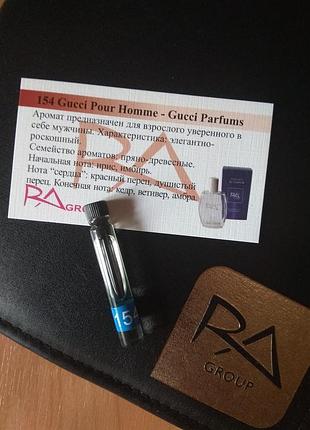 154 Gucci Pour Homme - Gucci Parfums
Аромат предназначен для взрослого уверенного в
себе мужчины. Характеристика: элегантно-
роскошный.
Семейство ароматов: пряно-древесные.
Начальная нота: ирис, имбирь.
Нота "сердца": красный перец, душистый
перец. Конечная нота: кедр, ветивер, амбра.
RA GRO
154
RA
GROUP